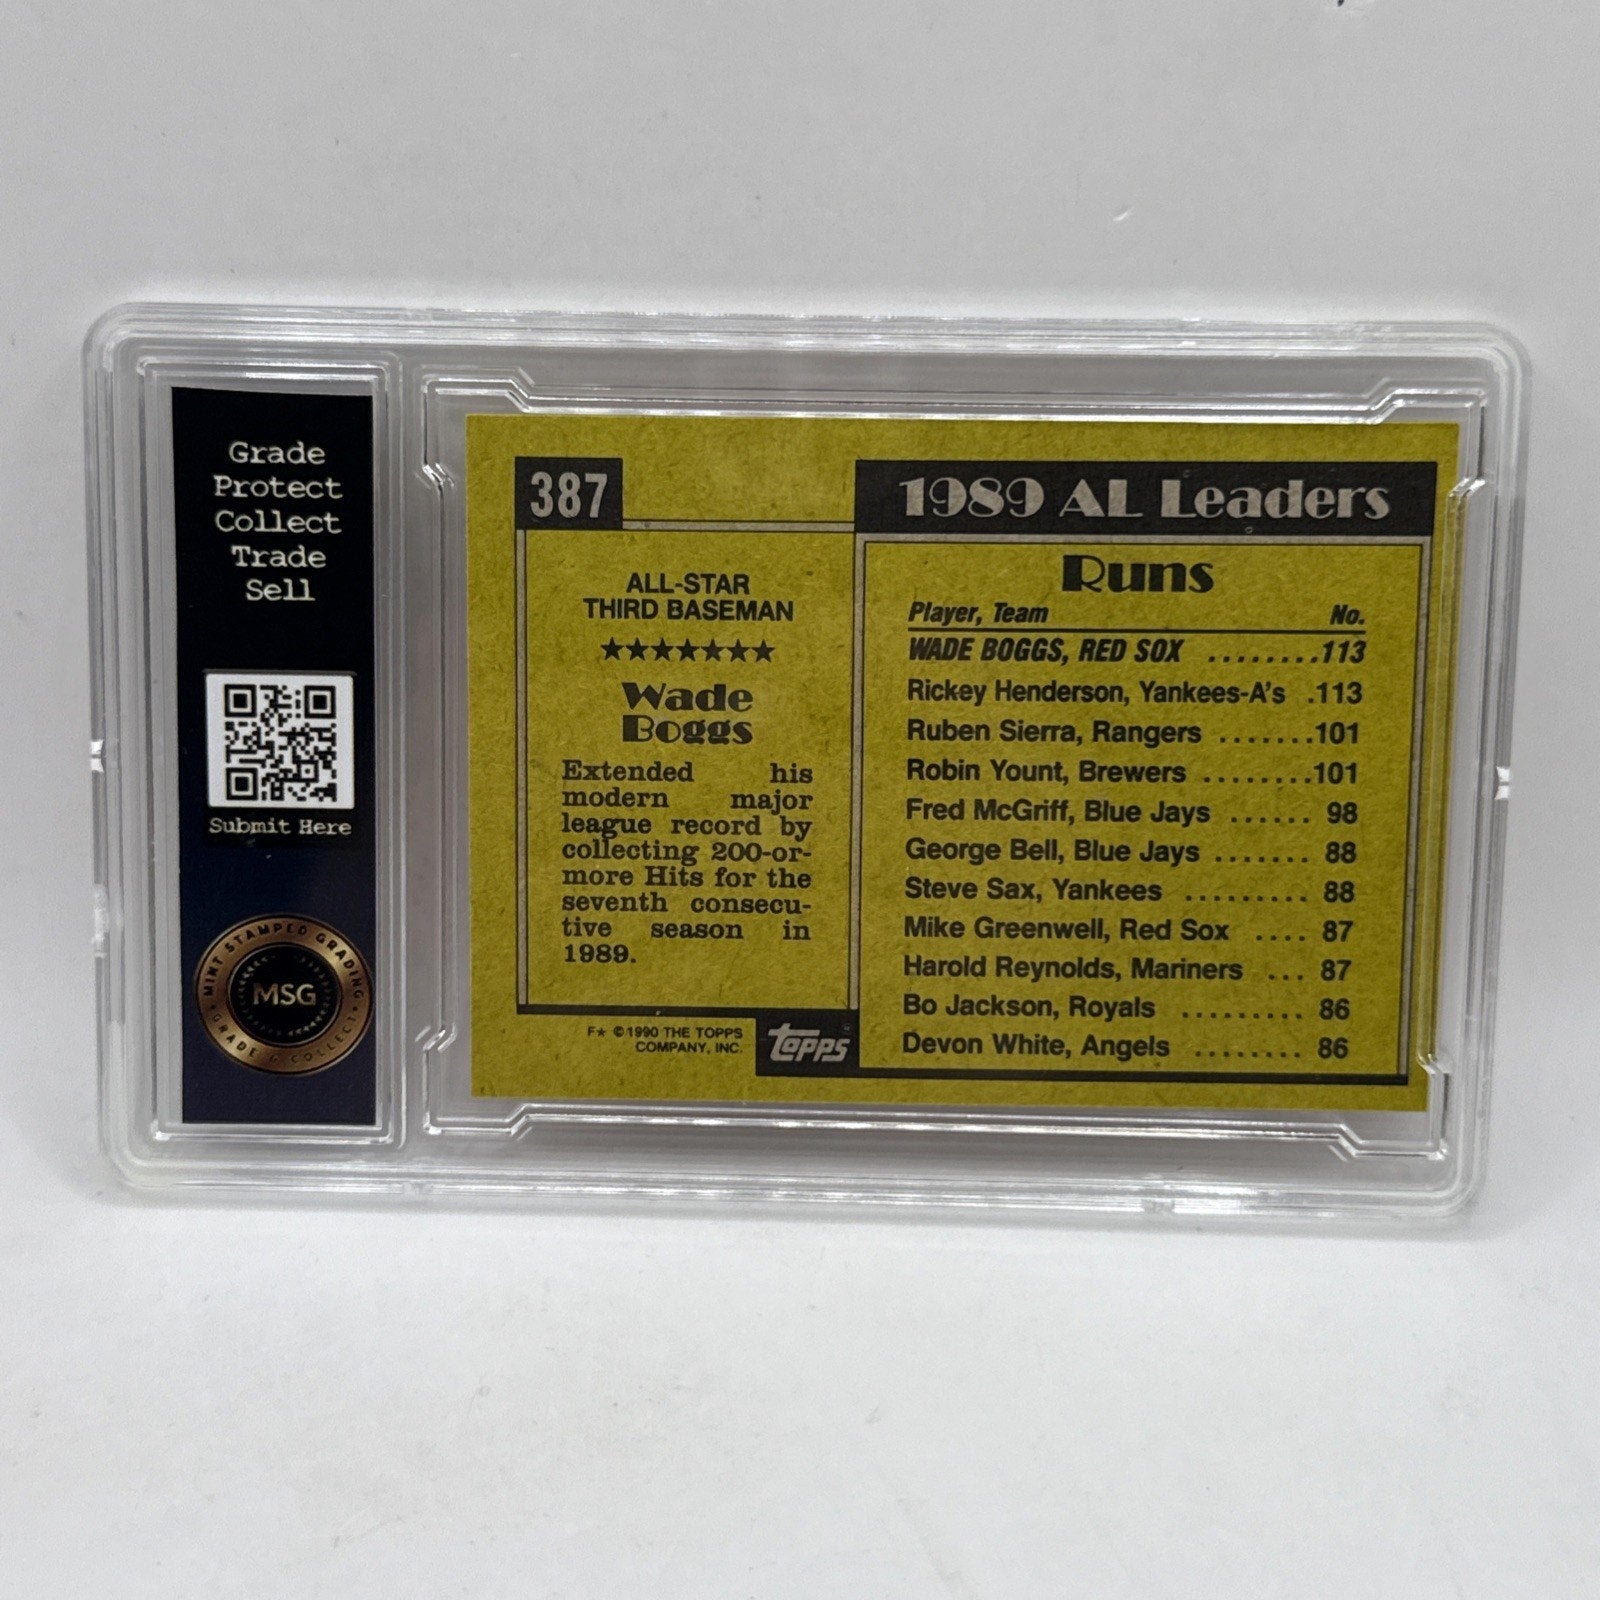 Grade
Protect
Collect
Trade
Sell
Submit Here
MINT STAMPED GRADING
MSG
GRADE & COLLECT
387
ALL-STAR
THIRD BASEMAN
★★★★★★★
Wade
Boggs
Extended his
modern major
league record by
collecting 200-or-
more Hits for the
seventh consecu-
tive season in
1989.
F★ ©1990 THE TOPPS
COMPANY, INC.
topps
1989 AL Leaders
Runs
Player, Team No.
WADE BOGGS, RED SOX ........113
Rickey Henderson, Yankees-A's .113
Ruben Sierra, Rangers .......101
Robin Yount, Brewers ........101
Fred McGriff, Blue Jays ...... 98
George Bell, Blue Jays ....... 88
Steve Sax, Yankees ......... 88
Mike Greenwell, Red Sox .... 87
Harold Reynolds, Mariners ... 87
Bo Jackson, Royals ......... 86
Devon White, Angels ........ 86